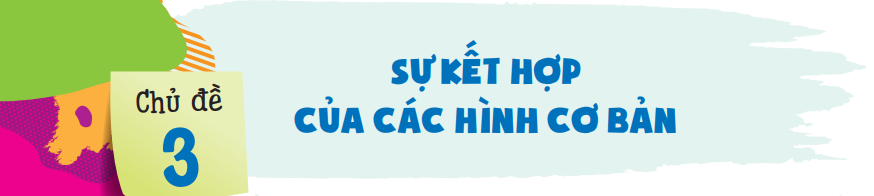 Chủ đề
3
SỰ KẾT HỢP
CỦA CÁC HÌNH CƠ BẢN